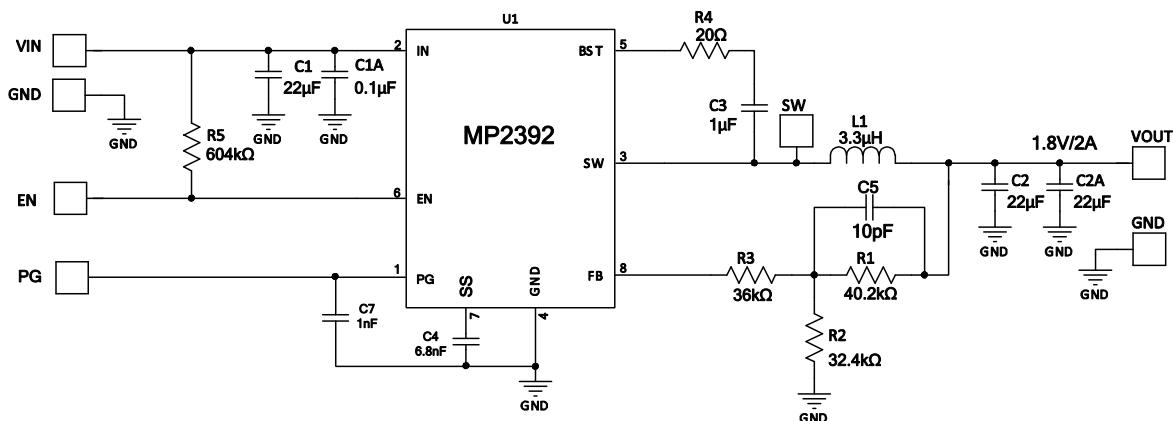 U1
VIN
GND
GND
EN
PG
R5
604kΩ
C1
22µF
GND
C1A
0.1µF
GND
2
IN
6
EN
1
PG
MP2392
SS
7
GND
4
5
BST
3
SW
8
FB
C7
1nF
C4
6.8nF
GND
R4
20Ω
C3
1µF
SW
L1
3.3µH
1.8V/2A
VOUT
C2
22µF
GND
C2A
22µF
GND
GND
GND
C5
10pF
R3
36kΩ
R1
40.2kΩ
R2
32.4kΩ
GND